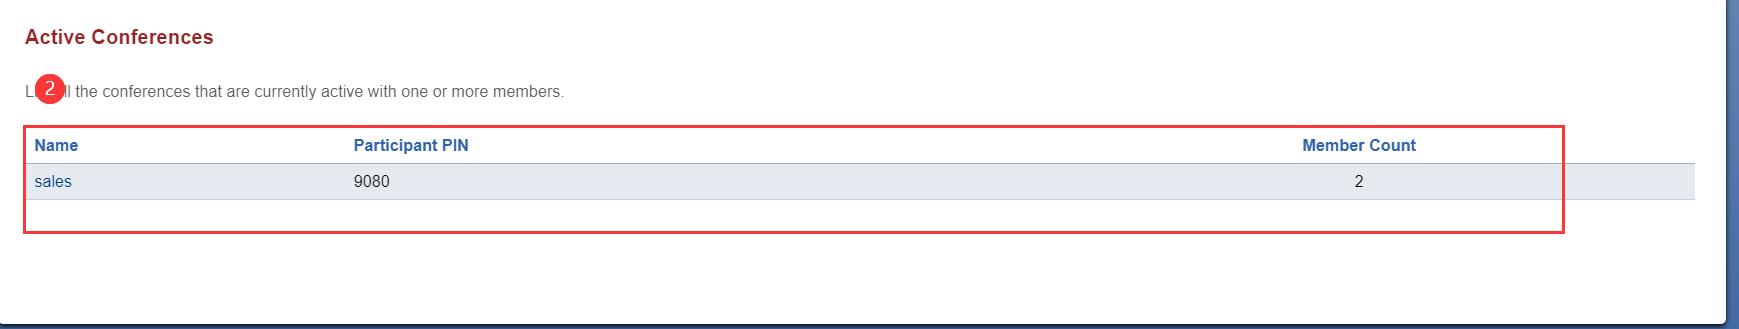 Active Conferences
2
the conferences that are currently active with one or more members.
Name Participant PIN Member Count
sales 9080 2